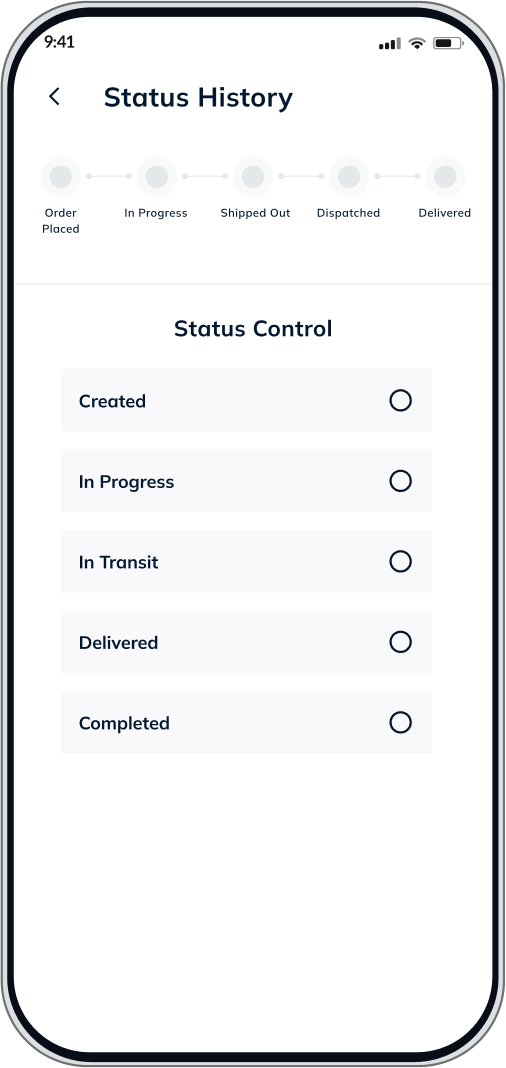 9:41
Status History
Order
Placed
In Progress
Shipped Out
Dispatched
Delivered
Status Control
Created
In Progress
In Transit
Delivered
Completed